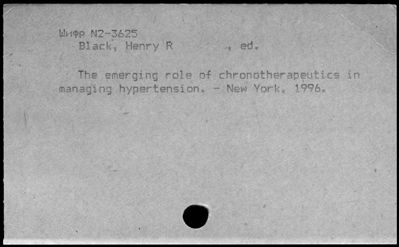 Шифр N2-3625
Black, Henry R ., ed.
The emerging role of chronotherapeutics in
managing hypertension. - New York, 1996.